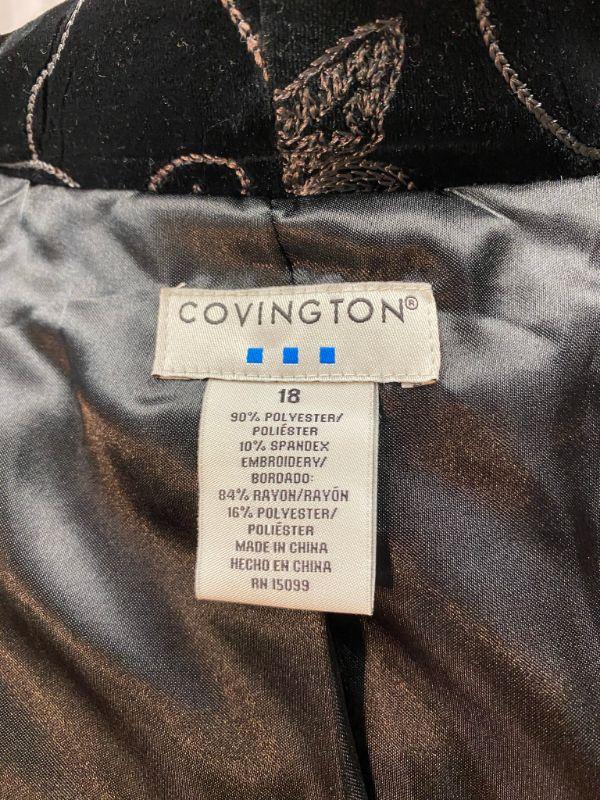 COVINGTON®
18
90% POLYESTER/
POLIÉSTER
10% SPANDEX
EMBROIDERY/
BORDADO:
84% RAYON/RAYÓN
16% POLYESTER/
POLIÉSTER
MADE IN CHINA
HECHO EN CHINA
RN 15099